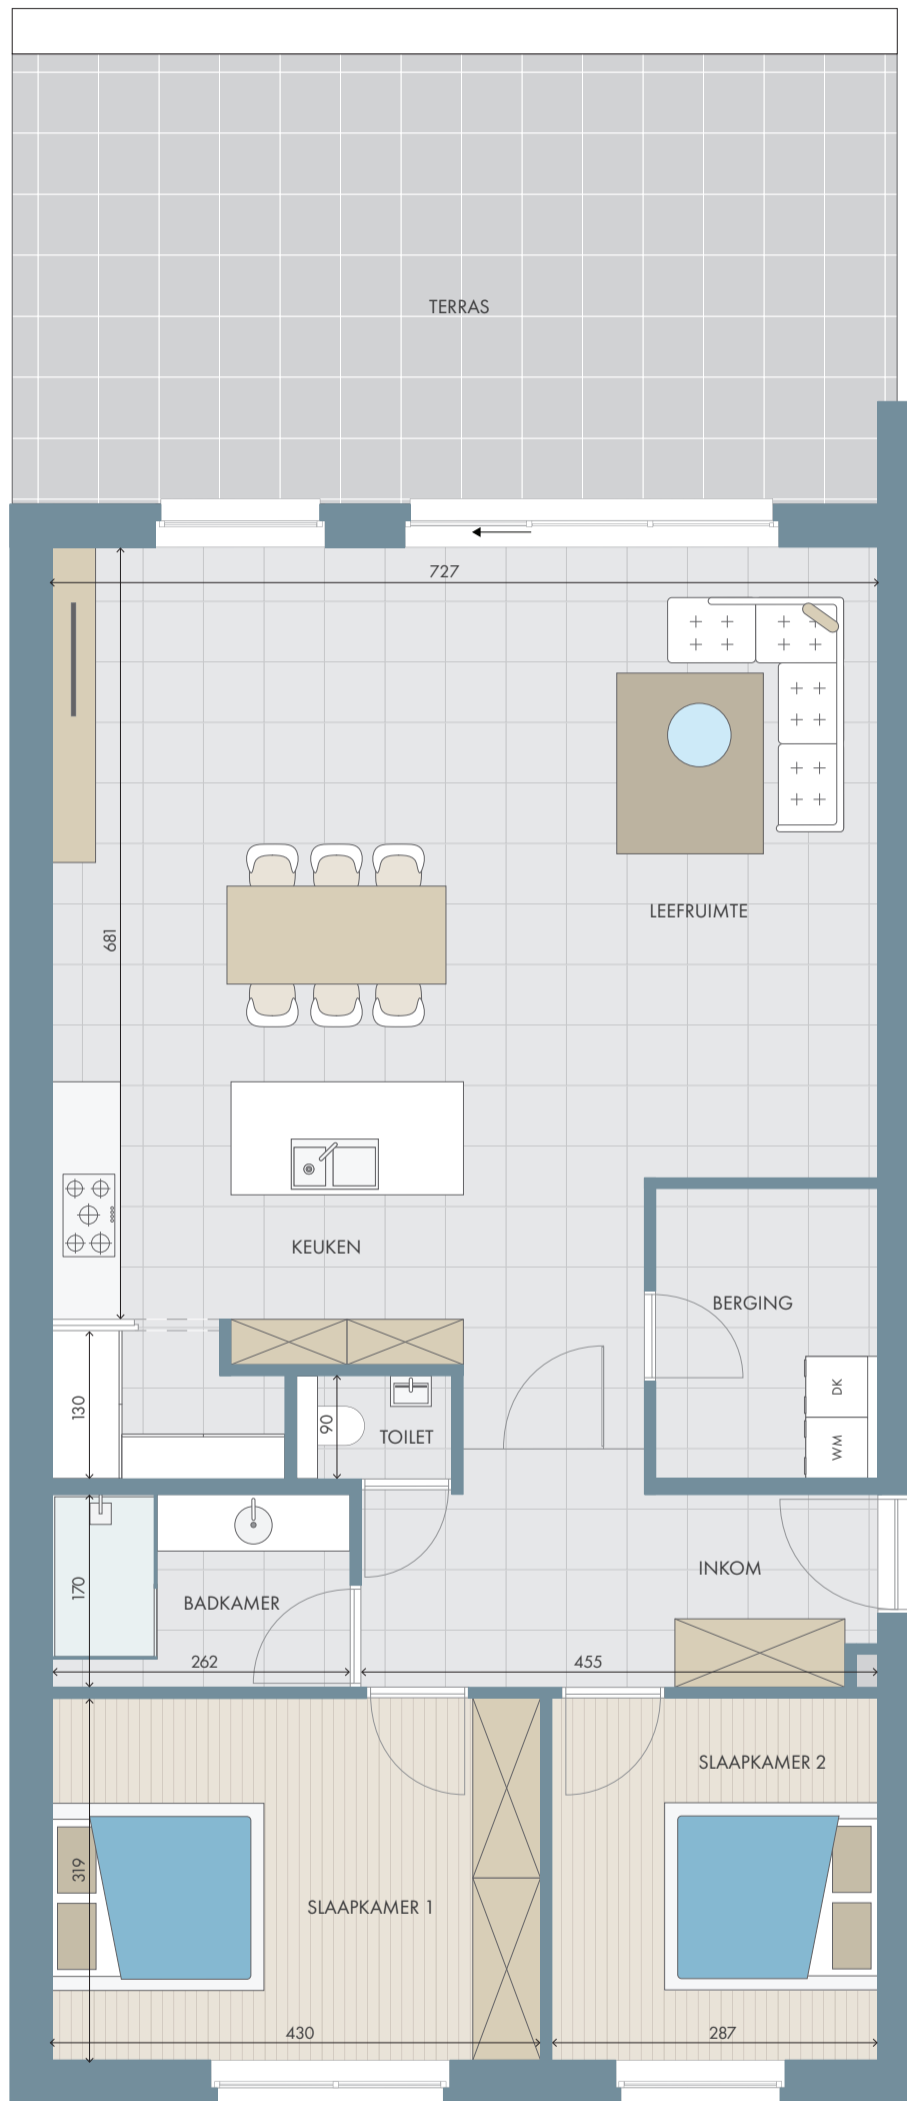 TERRAS
727
681
LEEFRUIMTE
KEUKEN
BERGING
DK
WM
130
90
TOILET
170
BADKAMER
INKOM
262
455
SLAAPKAMER 2
319
SLAAPKAMER 1
430
287